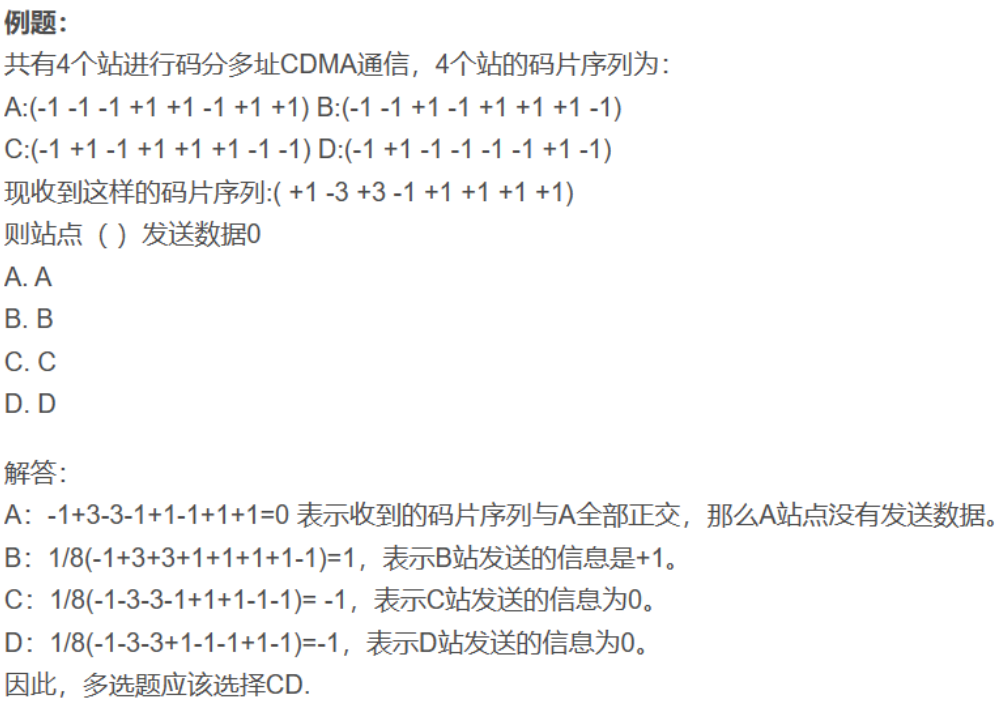 例题：
共有4个站进行码分多址CDMA通信，4个站的码片序列为：
A:(-1 -1 -1 +1 +1 -1 +1 +1) B:(-1 -1 +1 -1 +1 +1 +1 -1)
C:(-1 +1 -1 +1 +1 +1 -1 -1) D:(-1 +1 -1 -1 -1 -1 +1 -1)
现收到这样的码片序列:( +1 -3 +3 -1 +1 +1 +1 +1)
则站点（ ）发送数据0
A. A
B. B
C. C
D. D
解答：
A：-1+3-3-1+1-1+1+1=0 表示收到的码片序列与A全部正交，那么A站点没有发送数据。
B：1/8(-1+3+3+1+1+1+1-1)=1，表示B站发送的信息是+1。
C：1/8(-1-3-3-1+1+1-1-1)= -1，表示C站发送的信息为0。
D：1/8(-1-3-3+1-1-1+1-1)=-1，表示D站发送的信息为0。
因此，多选题应该选择CD.